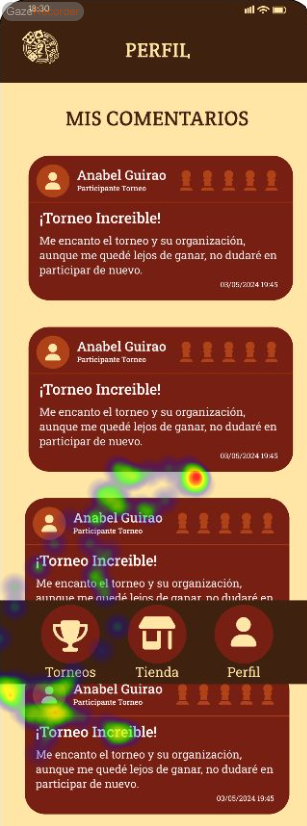 18:30
GazeRecorder
PERFIL
MIS COMENTARIOS
Anabel Guirao
Participante Torneo
¡Torneo Increible!
Me encanto el torneo y su organización,
aunque me quedé lejos de ganar, no dudaré en
participar de nuevo.
03/05/2024 19:45
Anabel Guirao
Participante Torneo
¡Torneo Increible!
Me encanto el torneo y su organización,
aunque me quedé lejos de ganar, no dudaré en
participar de nuevo.
03/05/2024 19:45
Anabel Guirao
Participante Torneo
¡Torneo Increible!
Me encanto el torneo y su organización,
aunque me quedé lejos de ganar, no dudaré en
Torneos
Tienda
Perfil
Anabel Guirao
Participante Torneo
¡Torneo Increible!
Me encanto el torneo y su organización,
aunque me quedé lejos de ganar, no dudaré en
participar de nuevo.
03/05/2024 19:45